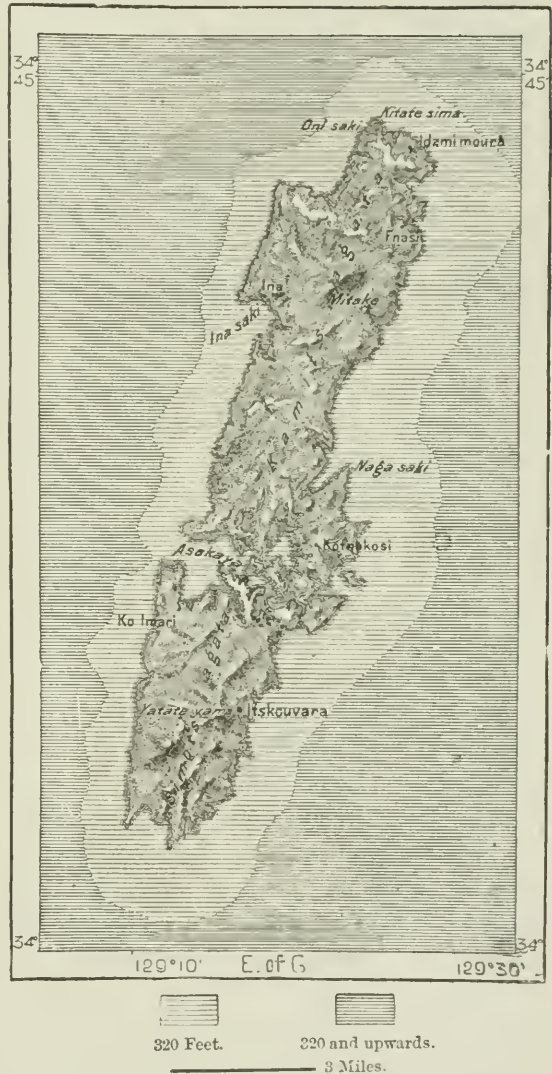 34° 34°
45' 45'
Kitate sima
Oni saki
Idzmi moura
Fnasi
Ina
Mitake
Ina saki
Naga saki
Asakaya
Ko Imari
Yatate yama
Itskouvara
34° 34°
129°10' E. of G. 129°30'
320 Feet. 320 and upwards.
3 Miles.